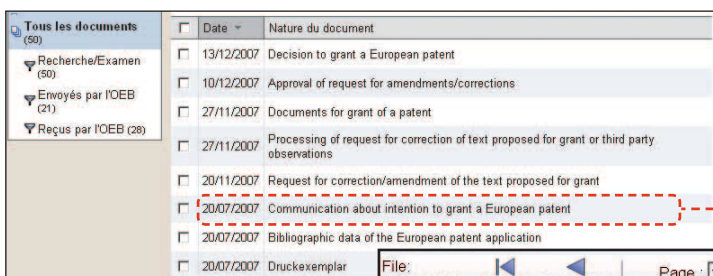 Tous les documents
(50)
Recherche/Examen
(50)
Envoyés par l'OEB
(21)
Reçus par l'OEB (28)
Date Nature du document
13/12/2007 Decision to grant a European patent
10/12/2007 Approval of request for amendments/corrections
27/11/2007 Documents for grant of a patent
27/11/2007 Processing of request for correction of text proposed for grant or third party
observations
20/11/2007 Request for correction/amendment of the text proposed for grant
20/07/2007 Communication about intention to grant a European patent
20/07/2007 Bibliographic data of the European patent application
20/07/2007 Druckexemplar
File:
Page :